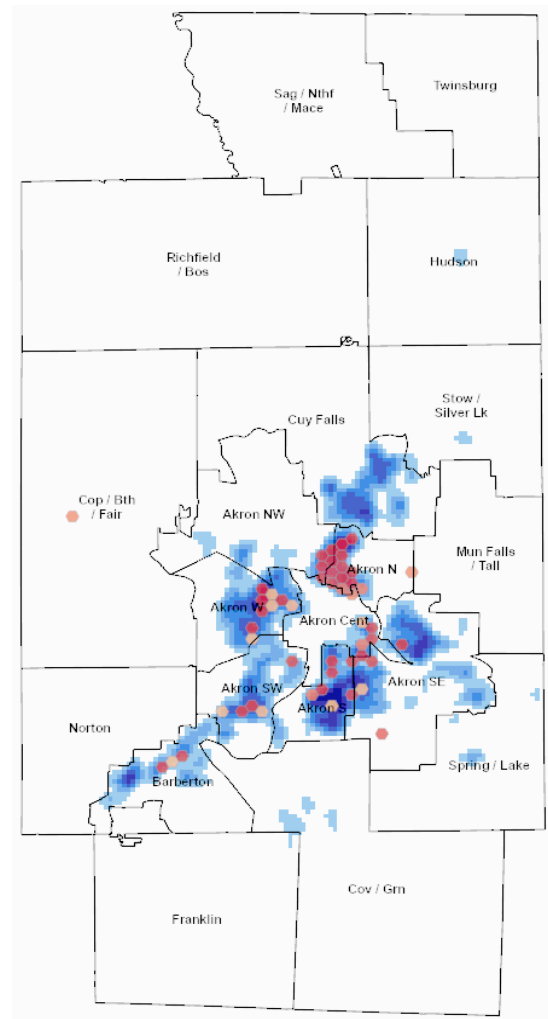 Sag / Nthf
/ Mace
Twinsburg
Richfield
/ Bos
Hudson
Stow /
Silver Lk
Cuy Falls
Cop / Bth
/ Fair
Akron NW
Mun Falls
/ Tall
Akron N
Akron W
Akron Cent
Akron SE
Akron SW
Akron S
Norton
Spring / Lake
Barberton
Cov / Grn
Franklin